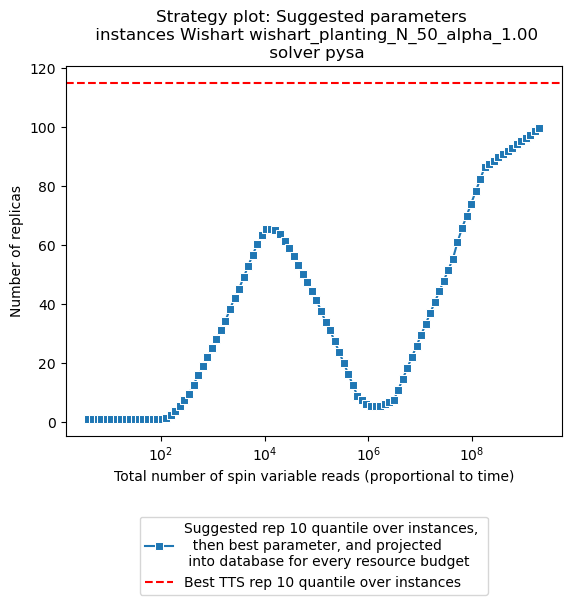 Strategy plot: Suggested parameters
instances Wishart wishart_planting_N_50_alpha_1.00
solver pysa
120
100
80
60
40
20
0
Number of replicas
10^2
10^4
10^6
10^8
Total number of spin variable reads (proportional to time)
Suggested rep 10 quantile over instances,
then best parameter, and projected
into database for every resource budget
Best TTS rep 10 quantile over instances